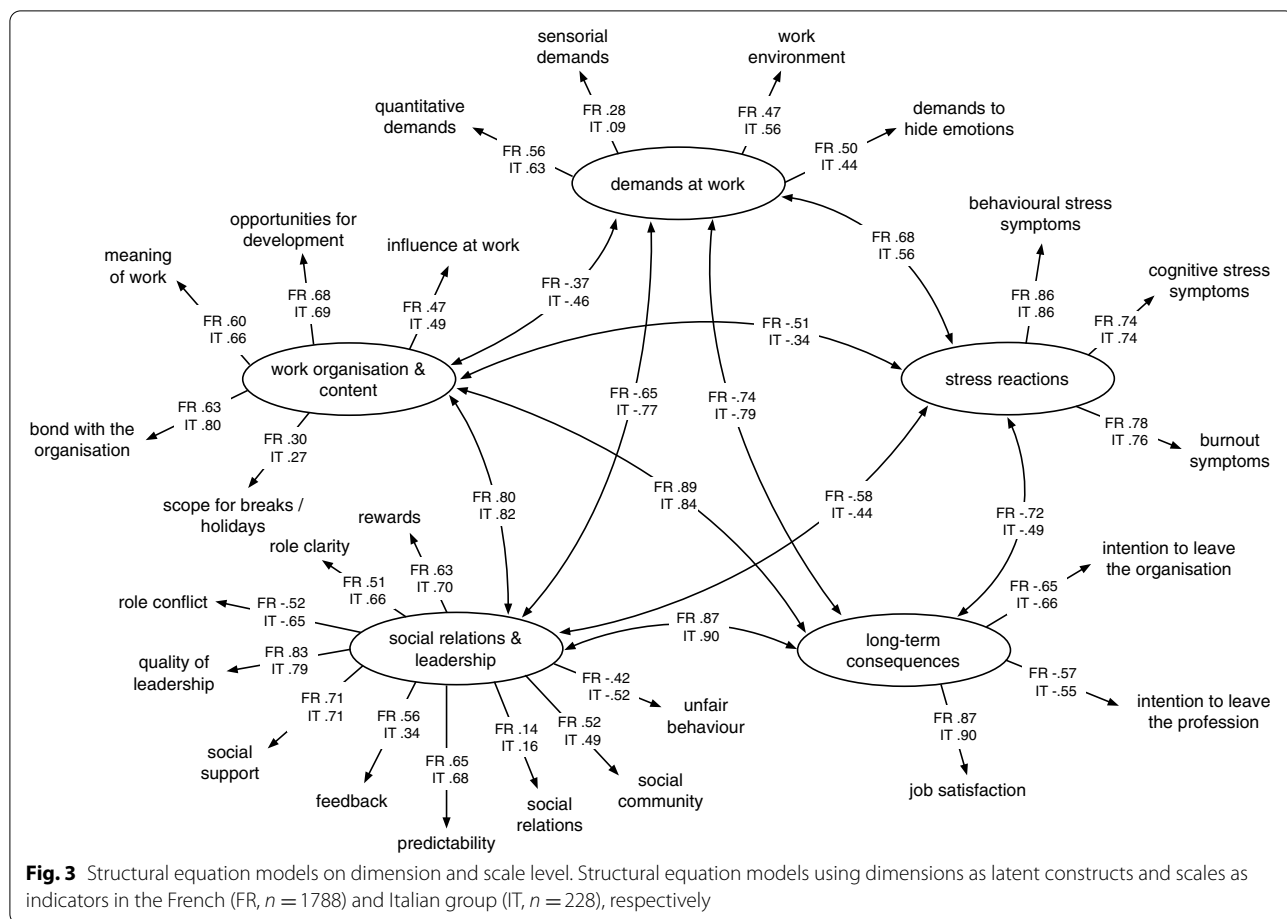 sensorial
demands
work
environment
quantitative
demands
FR .28
IT .09
FR .47
IT .56
demands to
hide emotions
FR .56
IT .63
FR .50
IT .44
demands at work
behavioural stress
symptoms
opportunities for
development
influence at work
meaning
of work
FR .68
IT .56
cognitive stress
symptoms
FR -.37
IT -.46
FR .68
IT .69
FR .47
IT .49
FR .86
IT .86
FR .74
IT .74
FR .60
IT .66
FR -.51
IT -.34
work organisation &
content
stress reactions
FR -.65
IT -.77
FR -.74
IT -.79
FR .63
IT .80
bond with the
organisation
FR .78
IT .76
burnout
symptoms
FR .30
IT .27
scope for breaks /
holidays
FR .80
IT .82
FR .89
IT .84
FR -.58
IT -.44
FR -.72
IT -.49
rewards
role clarity
FR .63
IT .70
FR .51
IT .66
intention to leave
the organisation
role conflict
FR -.52
IT -.65
FR -.65
IT -.66
social relations &
leadership
FR .87
IT .90
long-term
consequences
quality of
leadership
FR .83
IT .79
FR -.42
IT -.52
unfair
behaviour
FR -.57
IT -.55
intention to leave
the profession
FR .71
IT .71
FR .56
IT .34
FR .14
IT .16
FR .52
IT .49
FR .87
IT .90
social
support
FR .65
IT .68
feedback
social
relations
social
community
job satisfaction
predictability
Fig. 3 Structural equation models on dimension and scale level. Structural equation models using dimensions as latent constructs and scales as
indicators in the French (FR, n = 1788) and Italian group (IT, n = 228), respectively